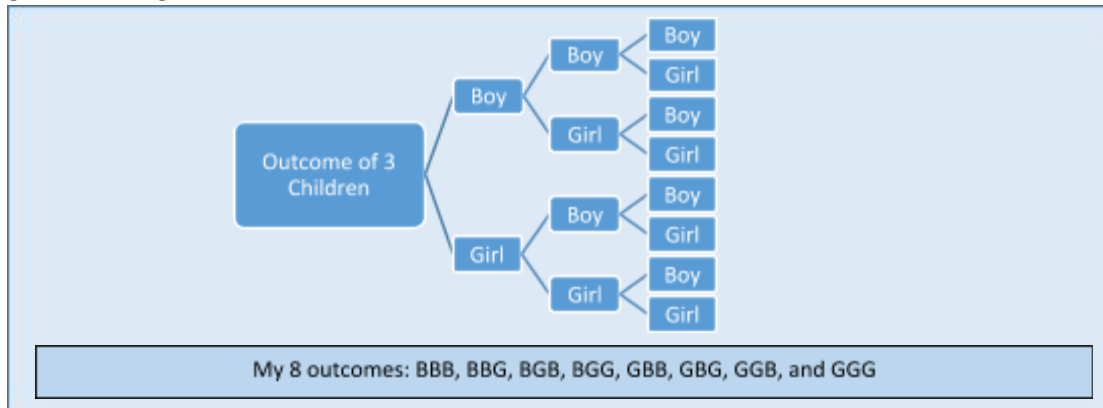 Boy
Boy
Girl
Boy
Boy
Girl
Girl
Outcome of 3
Children
Boy
Boy
Girl
Girl
Boy
Girl
Girl
My 8 outcomes: BBB, BBG, BGB, BGG, GBB, GBG, GGB, and GGG